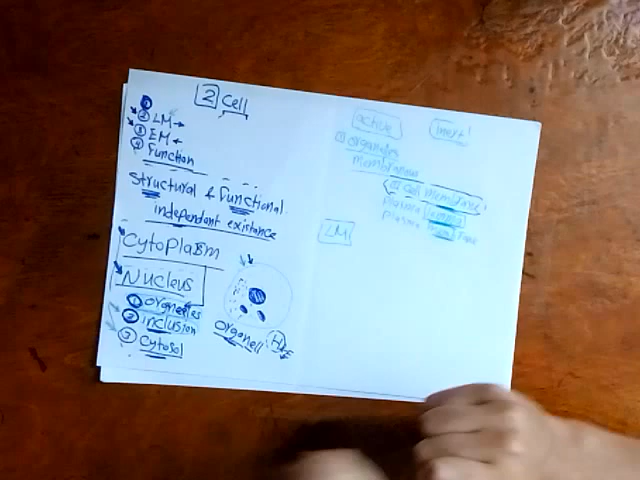 2 Cell
1
2 LM
3 EM
4 Function
Structural & Functional
independent existance
Cytoplasm
Nucleus
1 organelles
2 inclusion
3 Cytosol
Organell
active
inert
1 organelles
membranous
1 Cell membrane
Plasma
Plasma
LM